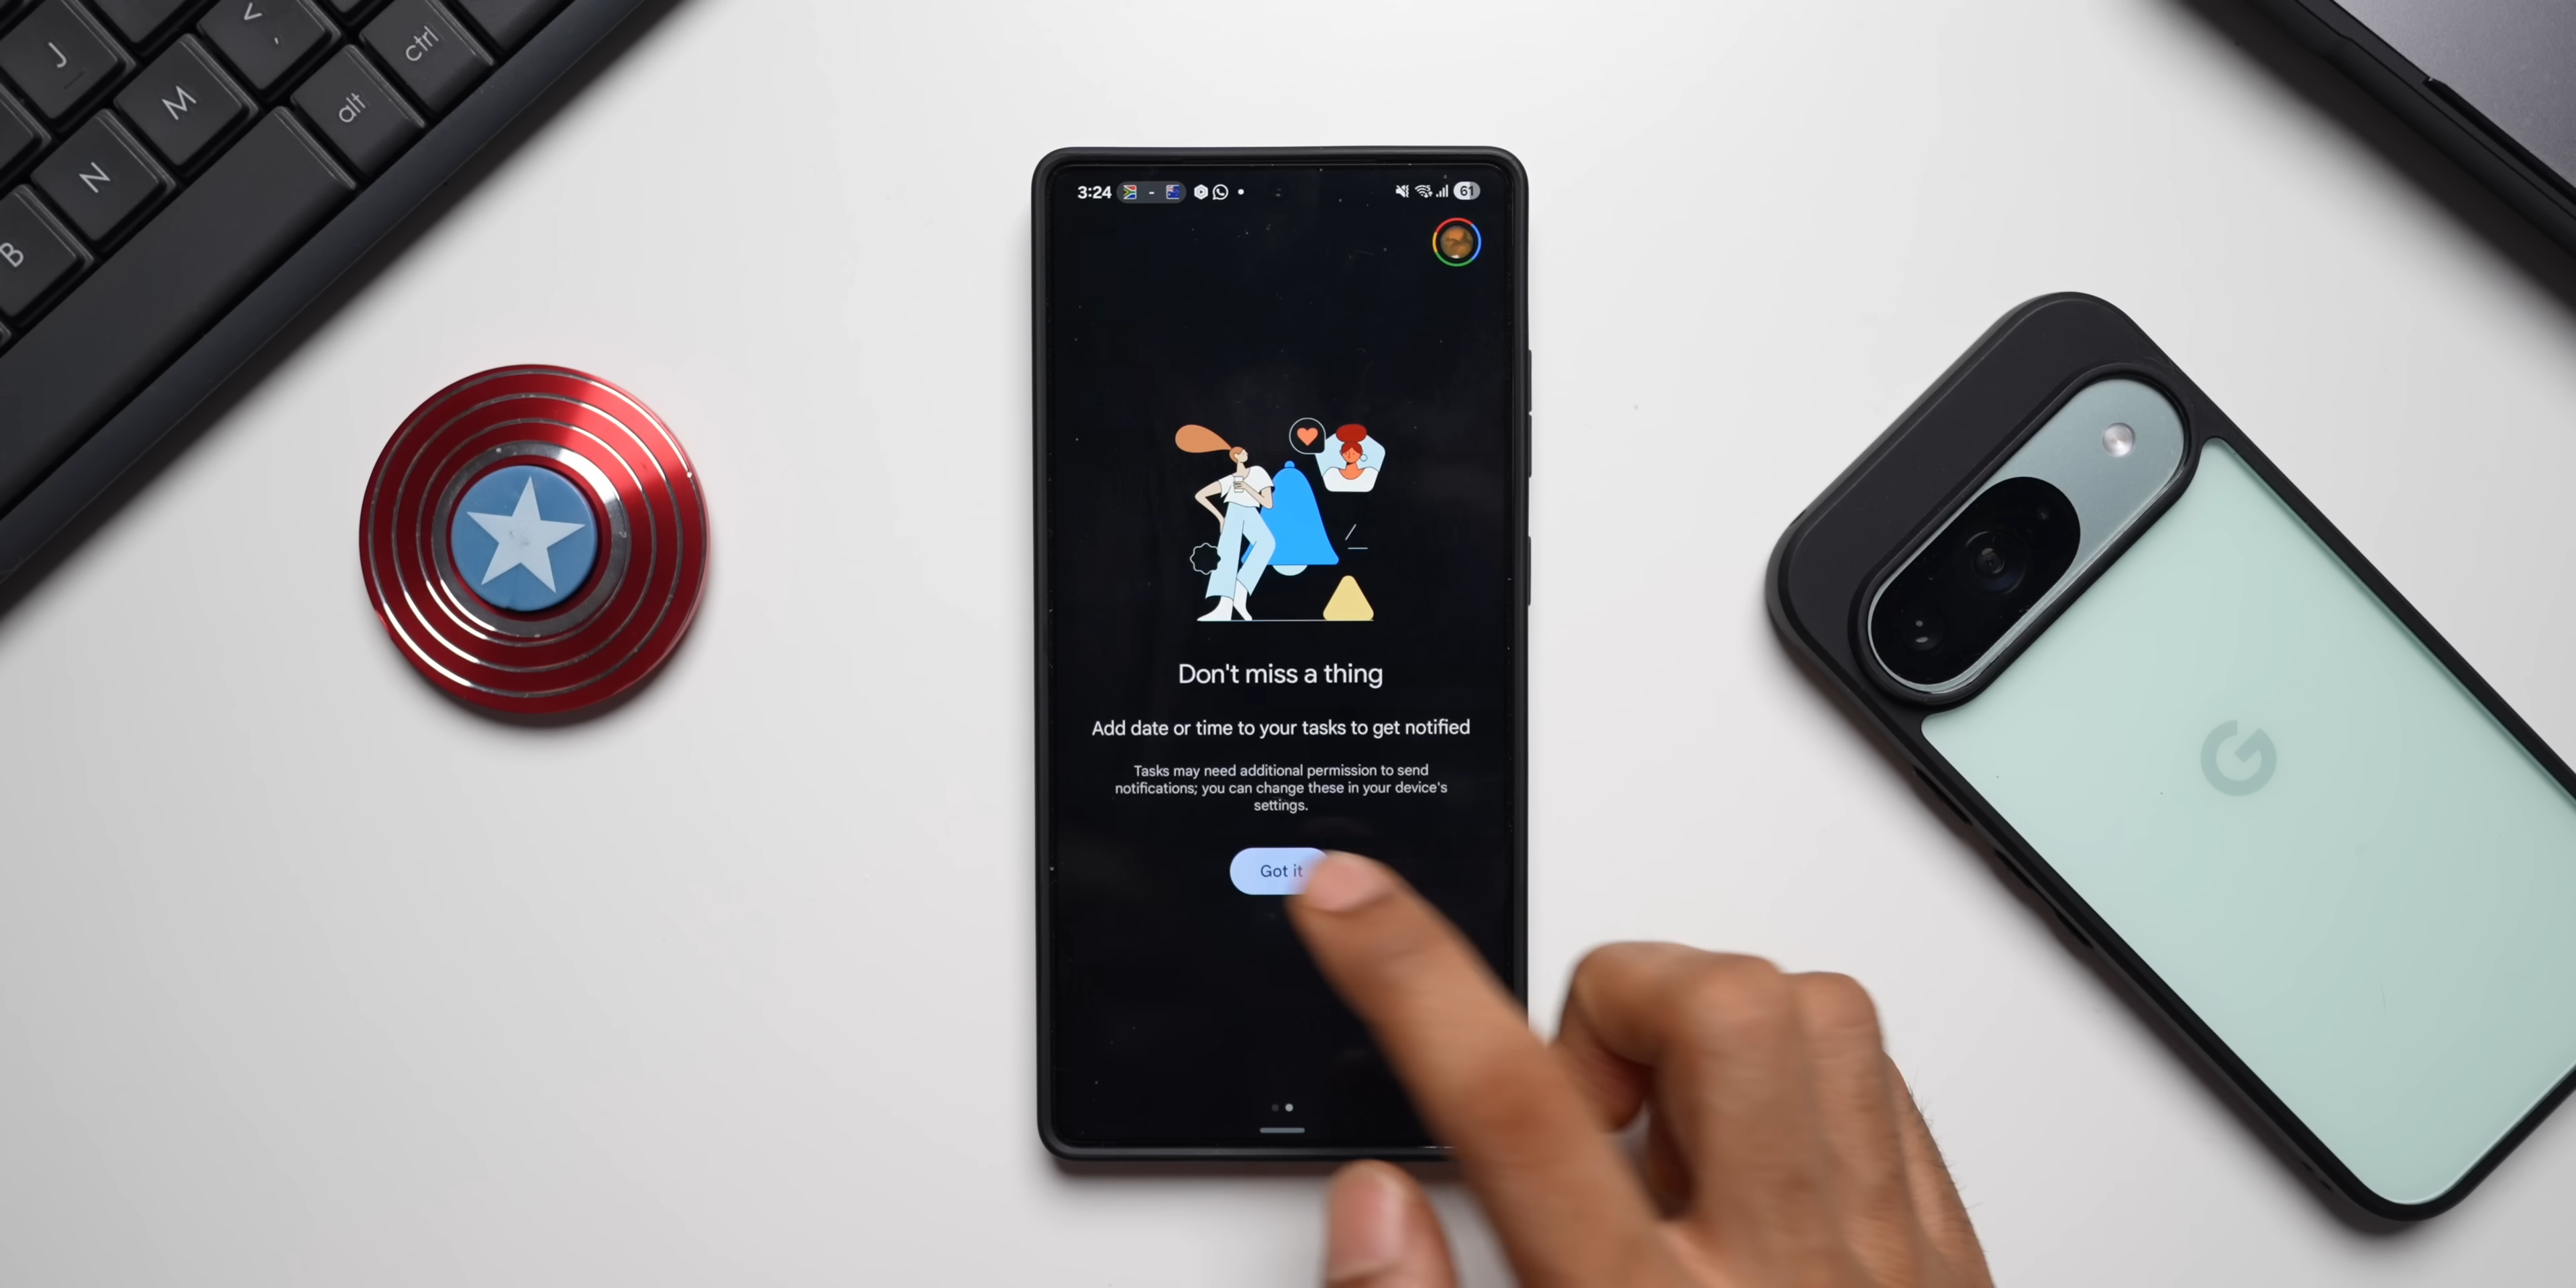 J
M
N
B
< ,
alt
ctrl
3:24
-
61
Don't miss a thing
Add date or time to your tasks to get notified
Tasks may need additional permission to send
notifications; you can change these in your device's
settings.
Got it
G